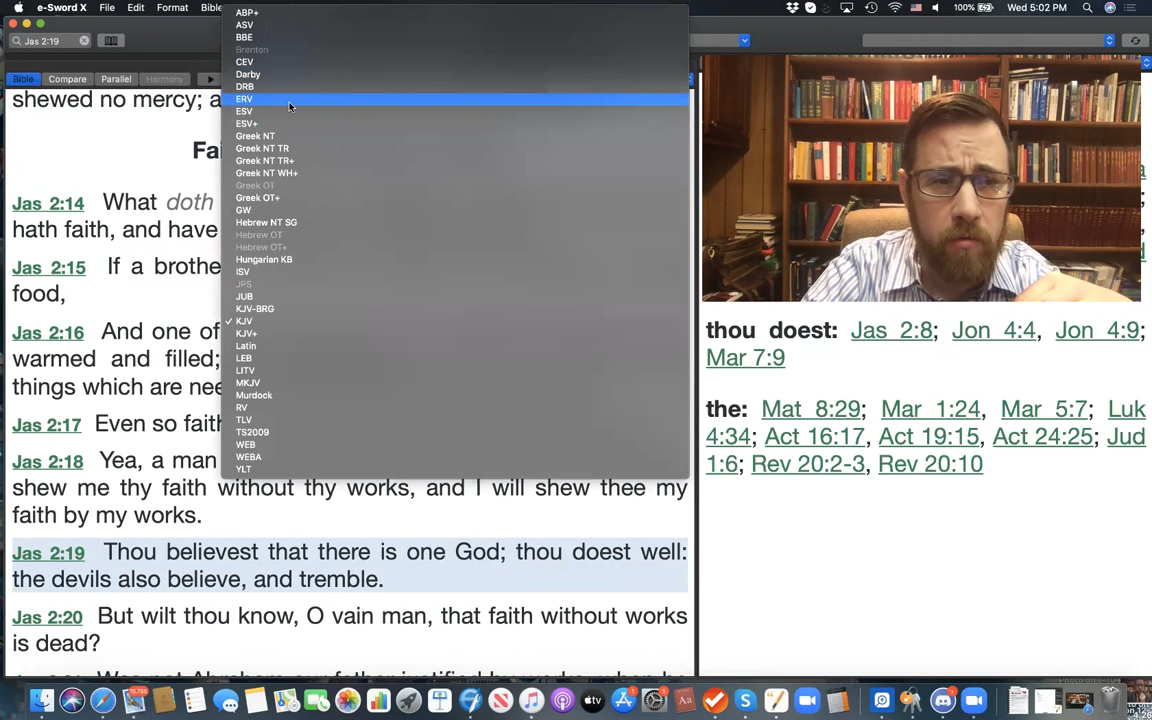 e-Sword X File Edit Format Bible
100% Wed 5:02 PM
Jas 2:19
Bible Compare Parallel Harmony
ABP+
ASV
BBE
Brenton
CEV
Darby
DRB
ERV
ESV
ESV+
Greek NT
Greek NT TR
Greek NT TR+
Greek NT WH+
Greek OT
Greek OT+
GW
Hebrew NT SG
Hebrew OT
Hebrew OT+
Hungarian KB
ISV
JPS
JUB
KJV-BRG
✓ KJV
KJV+
Latin
LEB
LITV
MKJV
Murdock
RV
TLV
TS2009
WEB
WEBA
YLT
shewed no mercy; a
Fai
Jas 2:14 What doth
hath faith, and have
Jas 2:15 If a brothe
food,
Jas 2:16 And one of
warmed and filled;
things which are nee
Jas 2:17 Even so faith
Jas 2:18 Yea, a man
shew me thy faith without thy works, and I will shew thee my
faith by my works.
Jas 2:19 Thou believest that there is one God; thou doest well:
the devils also believe, and tremble.
Jas 2:20 But wilt thou know, O vain man, that faith without works
is dead?
thou doest: Jas 2:8; Jon 4:4, Jon 4:9;
Mar 7:9
the: Mat 8:29; Mar 1:24, Mar 5:7; Luk
4:34; Act 16:17, Act 19:15, Act 24:25; Jud
1:6; Rev 20:2-3, Rev 20:10